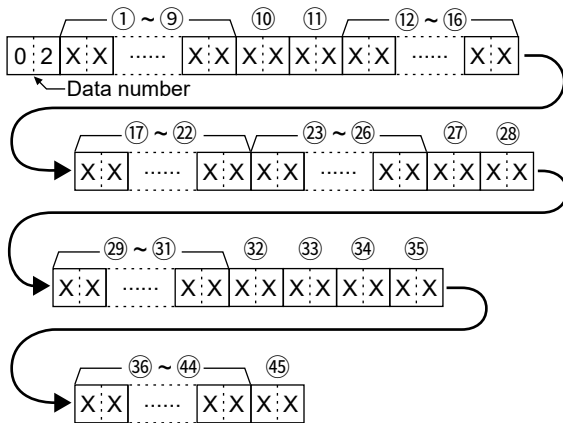 ① ~ ⑨ ⑩ ⑪ ⑫ ~ ⑯
0 2 X X ...... X X X X X X X X ...... X X
Data number
⑰ ~ ㉒ ㉓ ~ ㉖ ㉗ ㉘
X X ...... X X X X ...... X X X X X X
㉙ ~ ㉛ ㉜ ㉝ ㉞ ㉟
X X ...... X X X X X X X X X X
㊱ ~ ㊹ ㊺
X X ...... X X X X